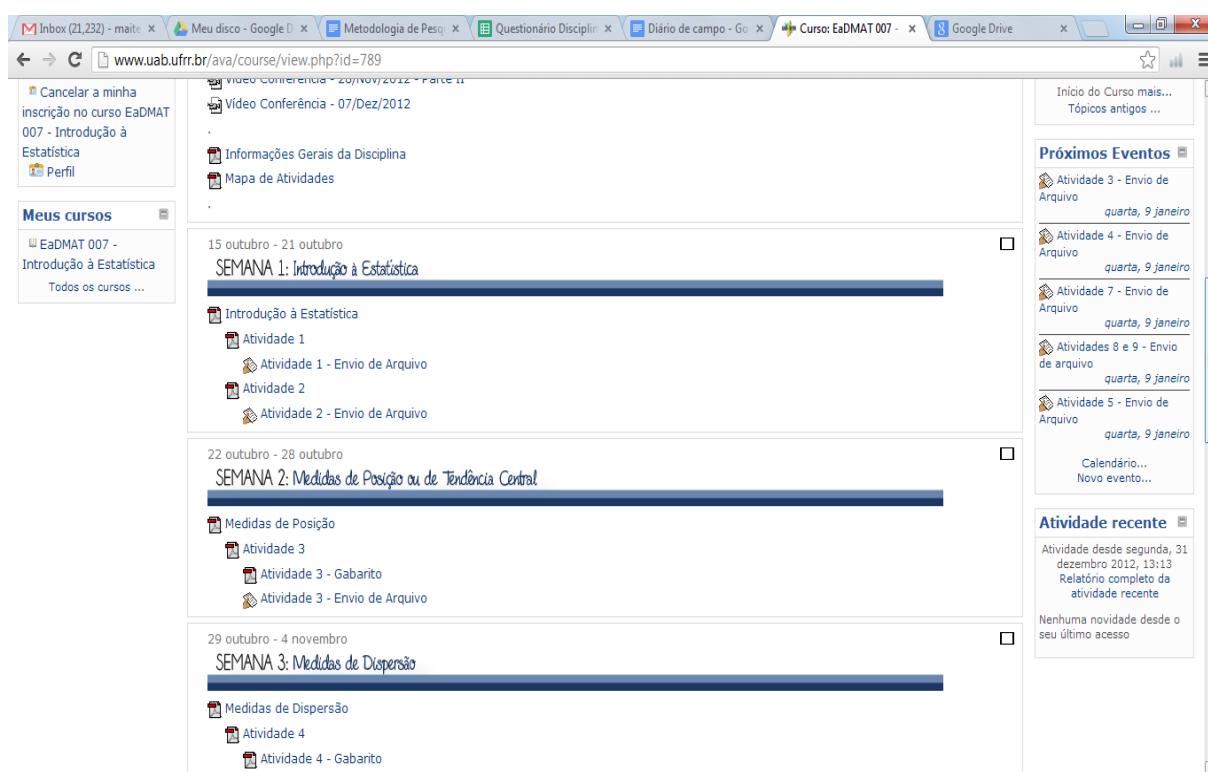 Inbox (21,232) - maite
Meu disco - Google D
Metodologia de Pesq
Questionário Disciplin
Diário de campo - Go
Curso: EaDMAT 007 -
Google Drive
www.uab.ufrr.br/ava/course/view.php?id=789
Cancelar a minha
inscrição no curso EaDMAT
007 - Introdução à
Estatística
Perfil
Meus cursos
EaDMAT 007 -
Introdução à Estatística
Todos os cursos ...
Vídeo Conferência - 28/Nov/2012 - Parte II
Vídeo Conferência - 07/Dez/2012
.
Informações Gerais da Disciplina
Mapa de Atividades
.
15 outubro - 21 outubro
SEMANA 1: Introdução à Estatística
Introdução à Estatística
Atividade 1
Atividade 1 - Envio de Arquivo
Atividade 2
Atividade 2 - Envio de Arquivo
22 outubro - 28 outubro
SEMANA 2: Medidas de Posição ou de Tendência Central
Medidas de Posição
Atividade 3
Atividade 3 - Gabarito
Atividade 3 - Envio de Arquivo
29 outubro - 4 novembro
SEMANA 3: Medidas de Dispersão
Medidas de Dispersão
Atividade 4
Atividade 4 - Gabarito
Início do Curso mais...
Tópicos antigos ...
Próximos Eventos
Atividade 3 - Envio de
Arquivo
quarta, 9 janeiro
Atividade 4 - Envio de
Arquivo
quarta, 9 janeiro
Atividade 7 - Envio de
Arquivo
quarta, 9 janeiro
Atividades 8 e 9 - Envio
de arquivo
quarta, 9 janeiro
Atividade 5 - Envio de
Arquivo
quarta, 9 janeiro
Calendário...
Novo evento...
Atividade recente
Atividade desde segunda, 31
dezembro 2012, 13:13
Relatório completo da
atividade recente
Nenhuma novidade desde o
seu último acesso